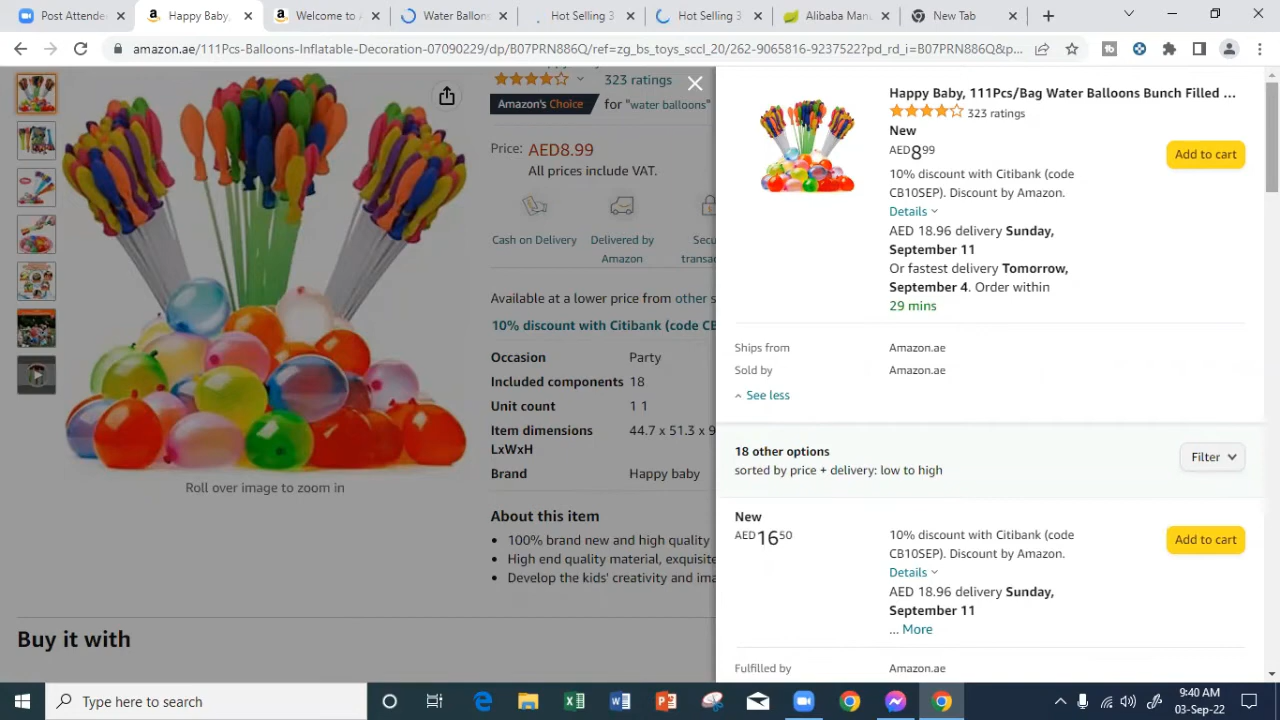 Post Attende
Happy Baby,
Welcome to A
Water Balloon
Hot Selling 3
Hot Selling 3
Alibaba Man
New Tab
amazon.ae/111Pcs-Balloons-Inflatable-Decoration-07090229/dp/B07PRN886Q/ref=zg_bs_toys_sccl_20/262-9065816-9237522?pd_rd_i=B07PRN886Q&p...
323 ratings
Amazon's Choice for "water balloons"
Price: AED8.99
All prices include VAT.
Cash on Delivery
Delivered by
Amazon
Secu
transa
Available at a lower price from other s
10% discount with Citibank (code CB
Occasion Party
Included components 18
Unit count 1 1
Item dimensions 44.7 x 51.3 x 9
LxWxH
Brand Happy baby
About this item
• 100% brand new and high quality
• High end quality material, exquisite
• Develop the kids' creativity and ima
Roll over image to zoom in
Buy it with
Happy Baby, 111Pcs/Bag Water Balloons Bunch Filled ...
323 ratings
New
AED8 99
Add to cart
10% discount with Citibank (code
CB10SEP). Discount by Amazon.
Details
AED 18.96 delivery Sunday,
September 11
Or fastest delivery Tomorrow,
September 4. Order within
29 mins
Ships from Amazon.ae
Sold by Amazon.ae
See less
18 other options
sorted by price + delivery: low to high
Filter
New
AED16 50
10% discount with Citibank (code
CB10SEP). Discount by Amazon.
Add to cart
Details
AED 18.96 delivery Sunday,
September 11
... More
Fulfilled by Amazon.ae
Type here to search
9:40 AM
03-Sep-22